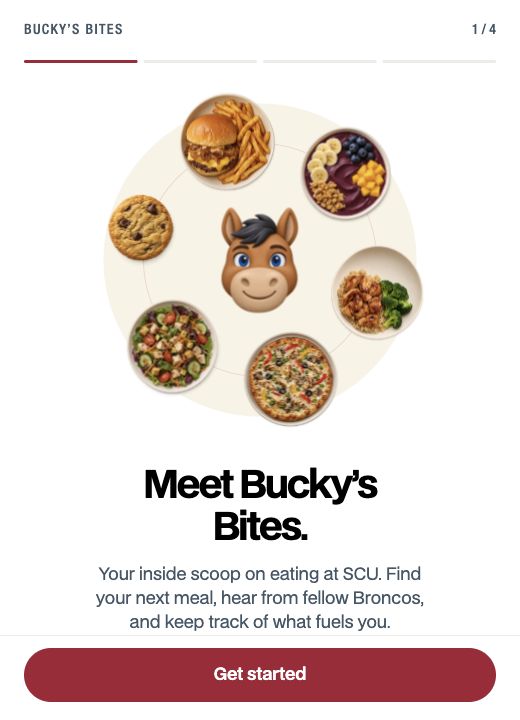 BUCKY'S BITES
1 / 4
Meet Bucky's
Bites.
Your inside scoop on eating at SCU. Find
your next meal, hear from fellow Broncos,
and keep track of what fuels you.
Get started